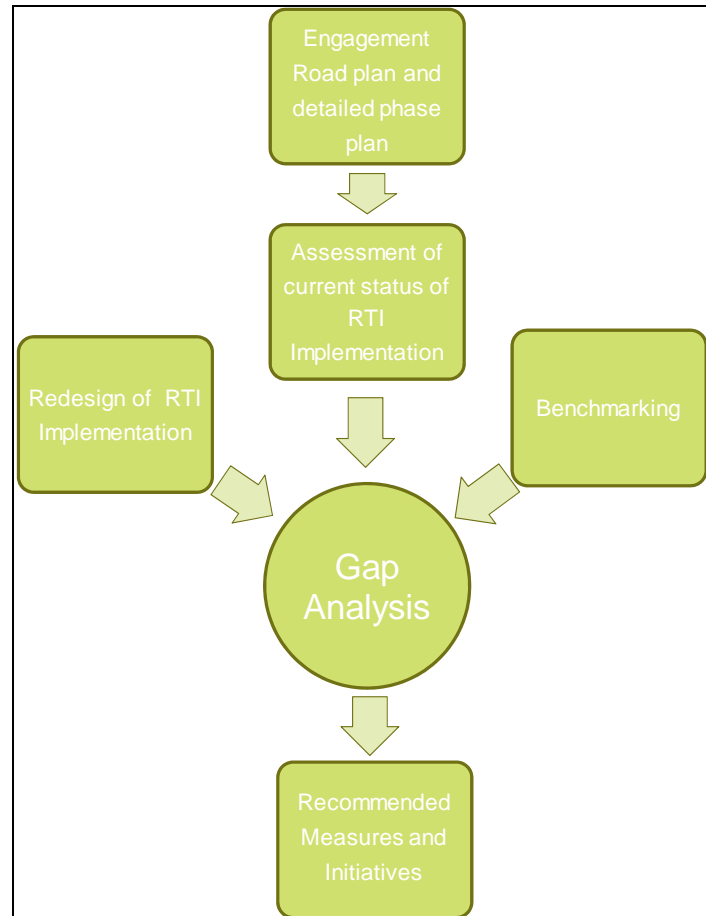 Engagement
Road plan and
detailed phase
plan
Assessment of
current status of
RTI
Implementation
Redesign of RTI
Implementation
Benchmarking
Gap
Analysis
Recommended
Measures and
Initiatives